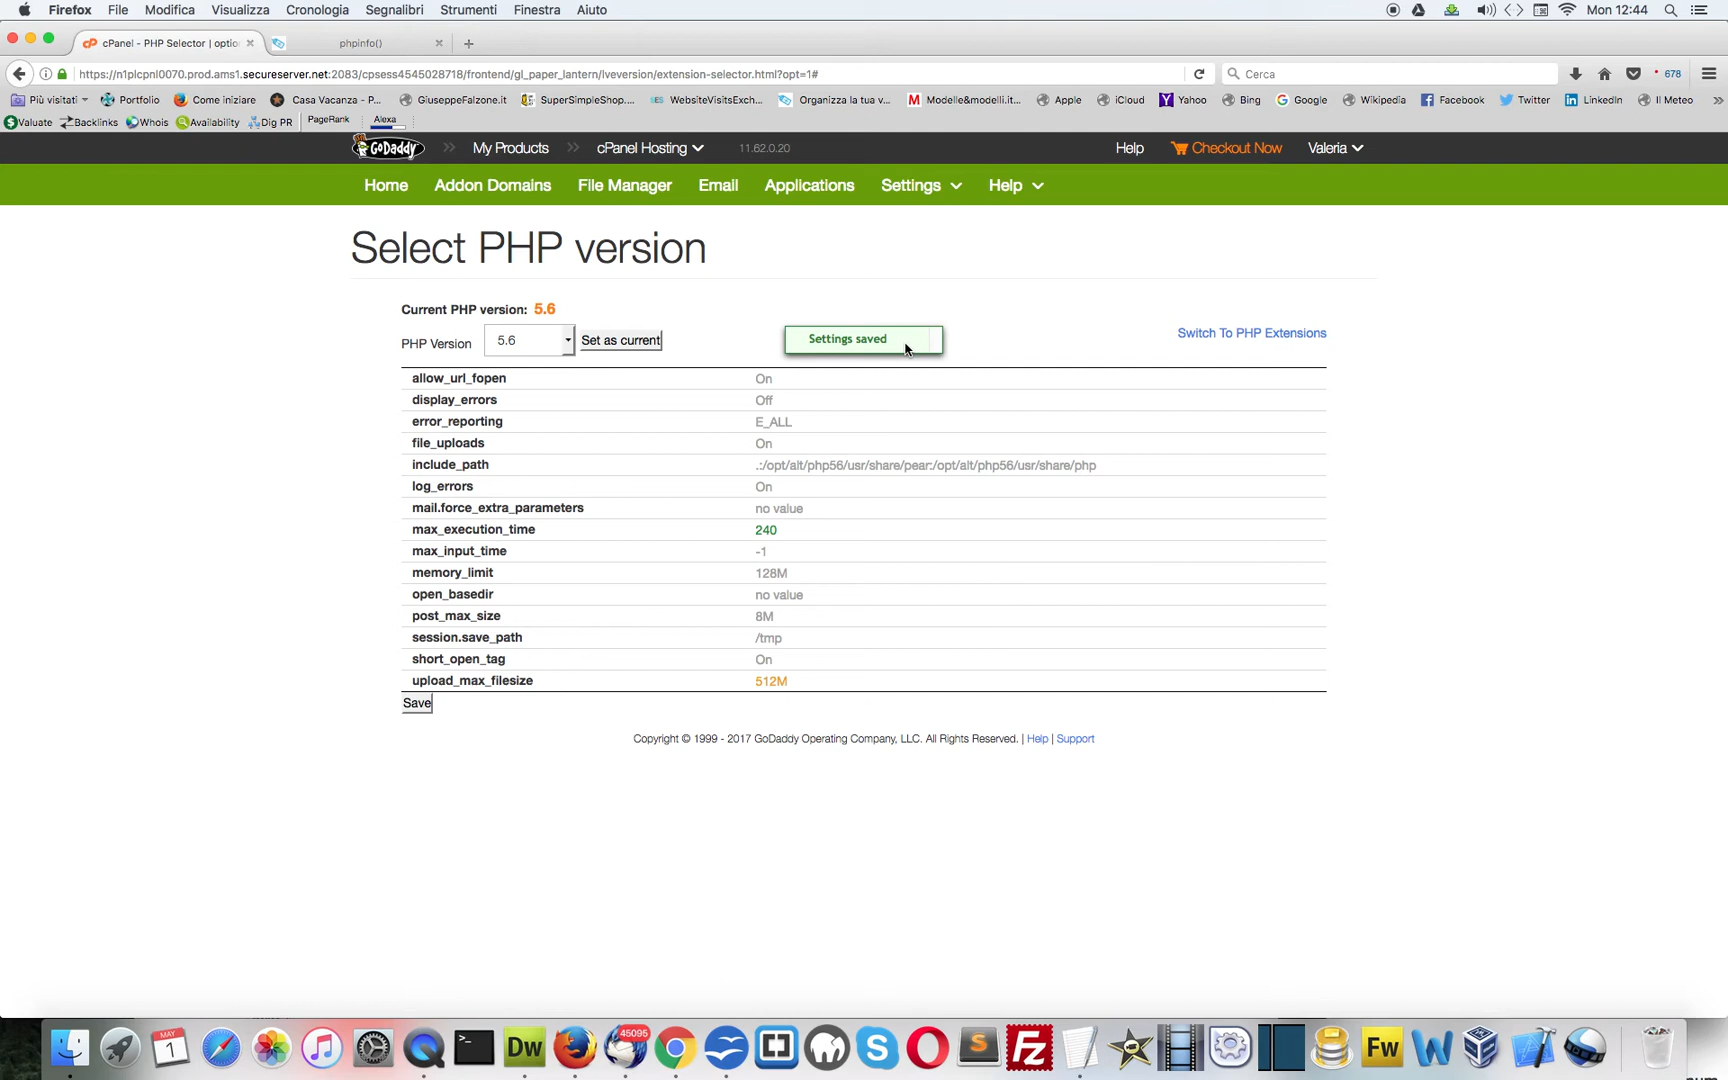 Firefox File Modifica Visualizza Cronologia Segnalibri Strumenti Finestra Aiuto Mon 12:44
cPanel - PHP Selector | optio phpinfo()
https://n1plcpnl0070.prod.ams1.secureserver.net:2083/cpsess4545028718/frontend/gl_paper_lantern/lveversion/extension-selector.html?opt=1# Cerca 678
Più visitati Portfolio Come iniziare Casa Vacanza - P... GiuseppeFalzone.it SuperSimpleShop.... SES WebsiteVisitsExch... Organizza la tua v... M Modelle&modelli.it... Apple iCloud Yahoo Bing Google Wikipedia Facebook Twitter LinkedIn Il Meteo
Valuate Backlinks Whois Availability Dig PR PageRank Alexa
GoDaddy My Products cPanel Hosting 11.62.0.20 Help Checkout Now Valeria
Home Addon Domains File Manager Email Applications Settings Help
Select PHP version
Current PHP version: 5.6
PHP Version 5.6 Set as current Settings saved Switch To PHP Extensions
allow_url_fopen On
display_errors Off
error_reporting E_ALL
file_uploads On
include_path .:/opt/alt/php56/usr/share/pear:/opt/alt/php56/usr/share/php
log_errors On
mail.force_extra_parameters no value
max_execution_time 240
max_input_time -1
memory_limit 128M
open_basedir no value
post_max_size 8M
session.save_path /tmp
short_open_tag On
upload_max_filesize 512M
Save
Copyright © 1999 - 2017 GoDaddy Operating Company, LLC. All Rights Reserved. | Help | Support
MAY 1 Dw 45095 Fz Fw W